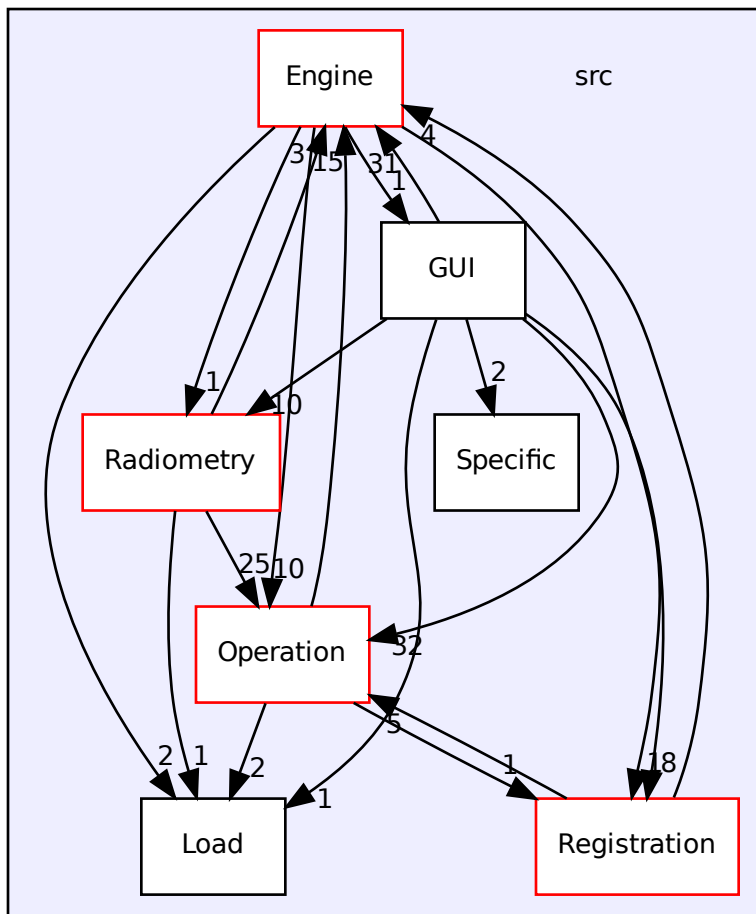 Engine
src
3
15
31
1
4
GUI
1
10
2
Radiometry
Specific
25
10
Operation
32
5
2
1
2
1
1
18
Load
Registration